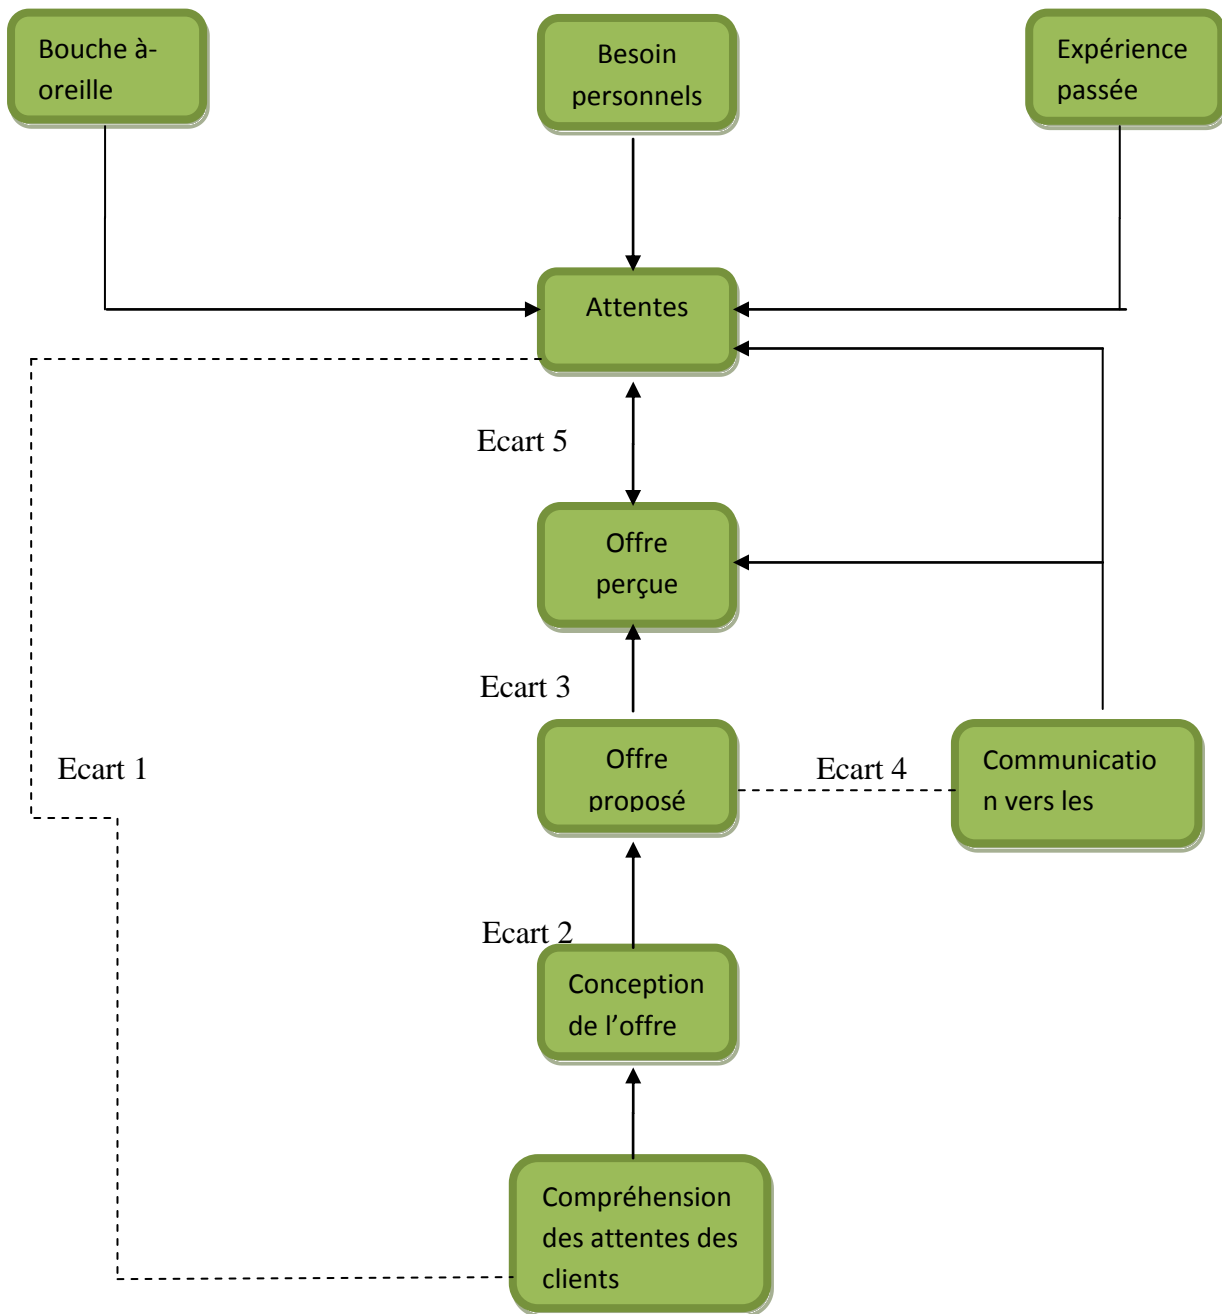 Bouche à-
oreille
Besoin
personnels
Expérience
passée
Attentes
Ecart 5
Offre
perçue
Ecart 3
Ecart 1
Offre
proposé
Ecart 4
Communicatio
n vers les
Ecart 2
Conception
de l’offre
Compréhension
des attentes des
clients